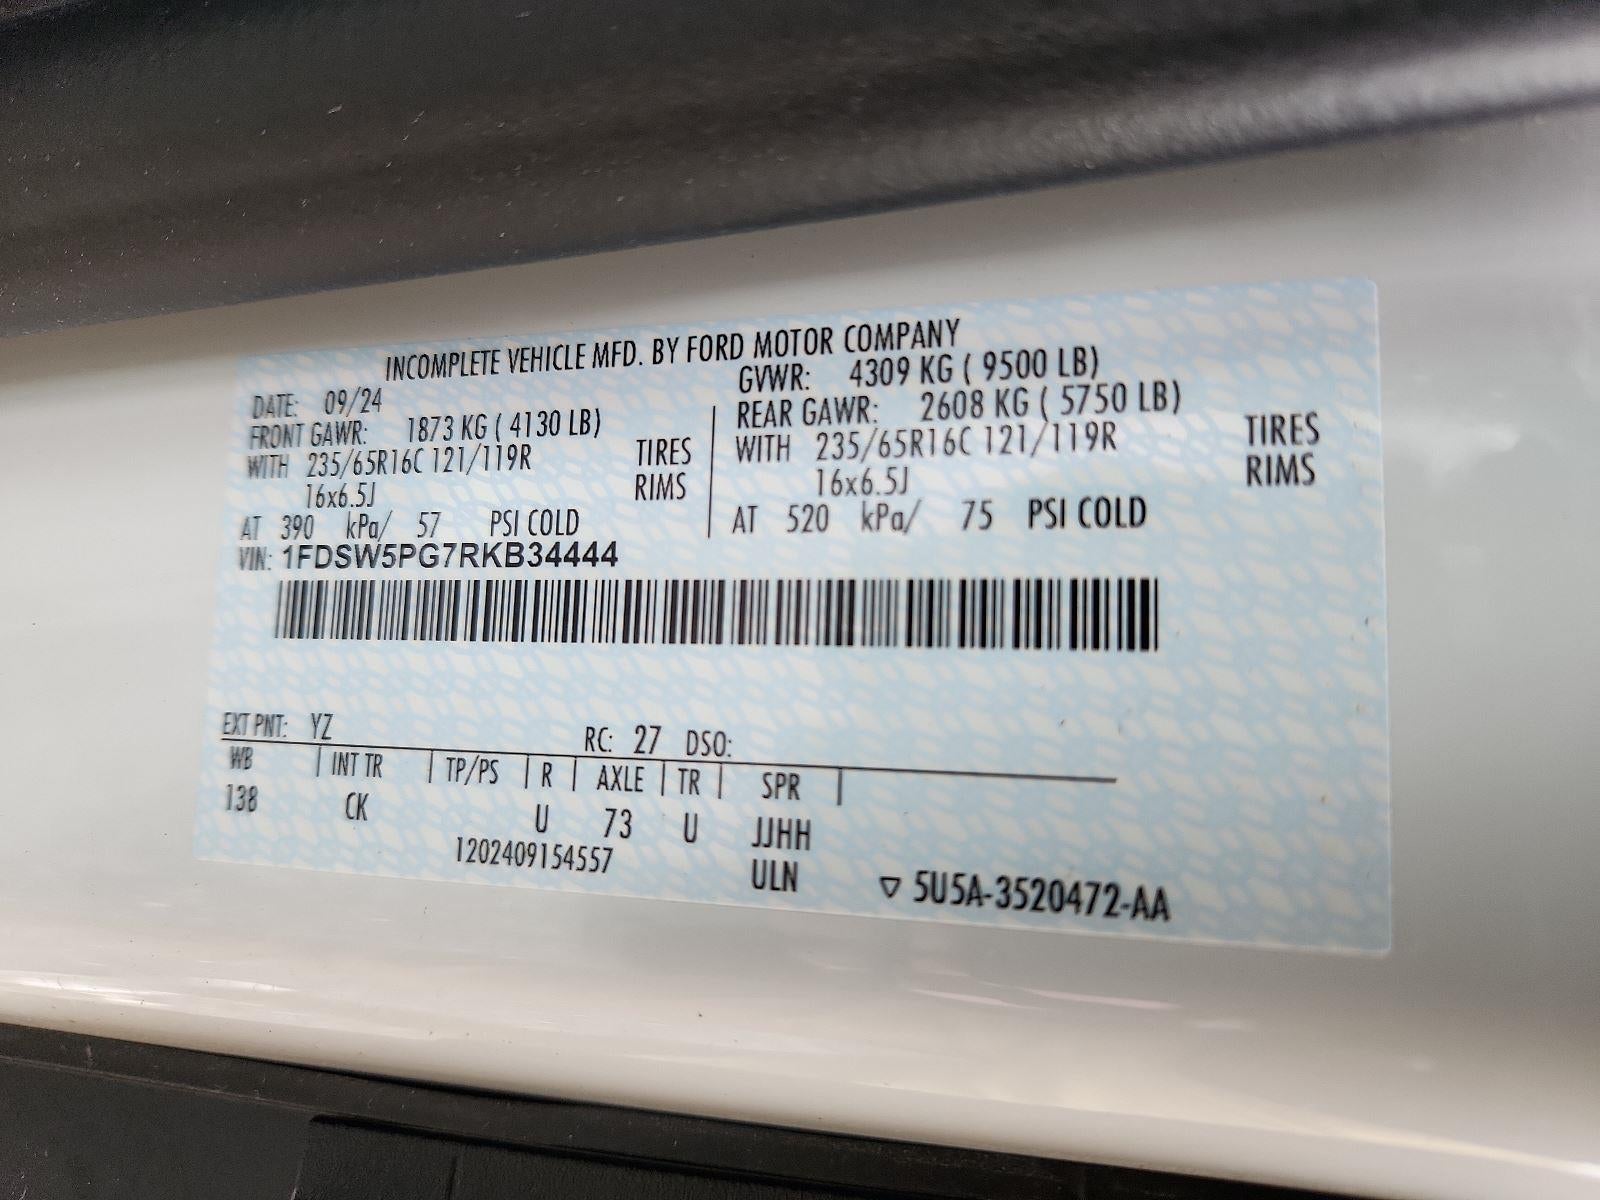 INCOMPLETE VEHICLE MFD. BY FORD MOTOR COMPANY
DATE: 09/24 GVWR: 4309 KG ( 9500 LB)
FRONT GAWR: 1873 KG ( 4130 LB) REAR GAWR: 2608 KG ( 5750 LB)
WITH 235/65R16C 121/119R TIRES WITH 235/65R16C 121/119R TIRES
16x6.5J RIMS 16x6.5J RIMS
AT 390 kPa/ 57 PSI COLD AT 520 kPa/ 75 PSI COLD
VIN: 1FDSW5PG7RKB34444
EXT PNT: YZ RC: 27 DSO:
WB INT TR TP/PS R AXLE TR SPR
138 CK U 73 U JJHH
1202409154557 ULN ▽ 5U5A-3520472-AA